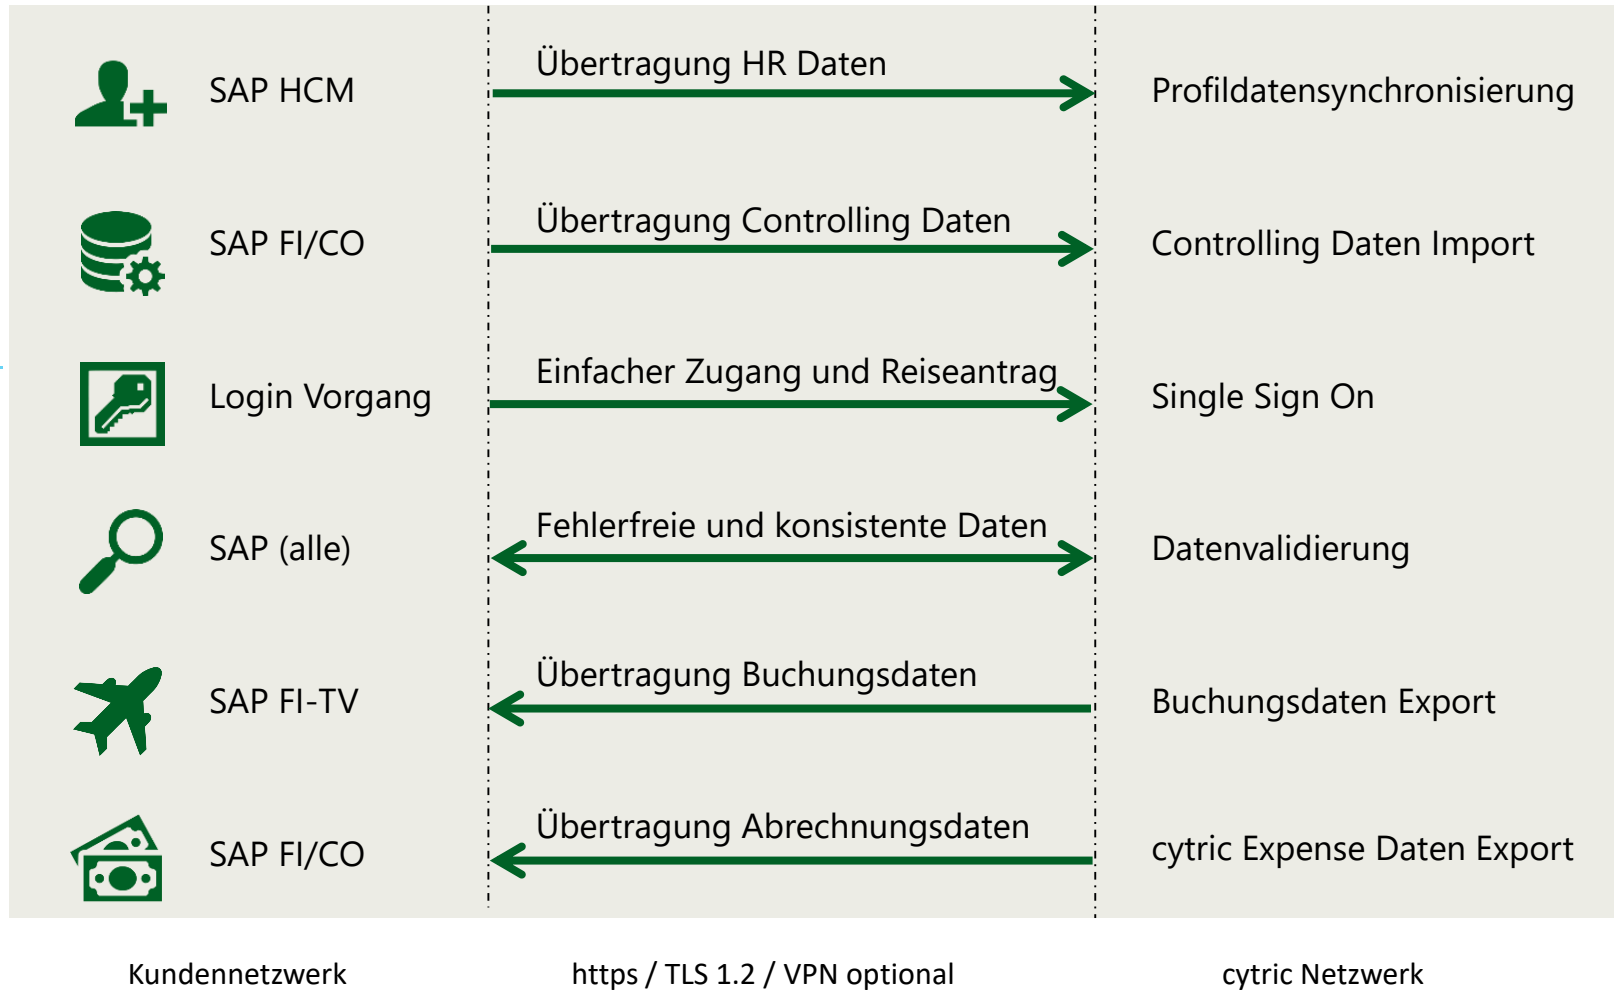 SAP HCM
Übertragung HR Daten
Profildatensynchronisierung
SAP FI/CO
Übertragung Controlling Daten
Controlling Daten Import
Login Vorgang
Einfacher Zugang und Reiseantrag
Single Sign On
SAP (alle)
Fehlerfreie und konsistente Daten
Datenvalidierung
SAP FI-TV
Übertragung Buchungsdaten
Buchungsdaten Export
SAP FI/CO
Übertragung Abrechnungsdaten
cytric Expense Daten Export
Kundennetzwerk
https / TLS 1.2 / VPN optional
cytric Netzwerk